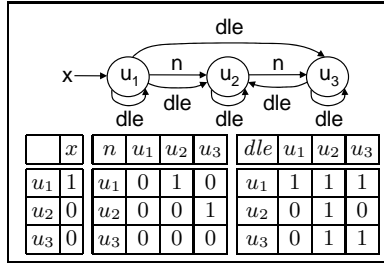 dle
x u1 n u2 n u3
dle dle
dle dle dle
x n u1 u2 u3 dle u1 u2 u3
u1 1 u1 0 1 0 u1 1 1 1
u2 0 u2 0 0 1 u2 0 1 0
u3 0 u3 0 0 0 u3 0 1 1